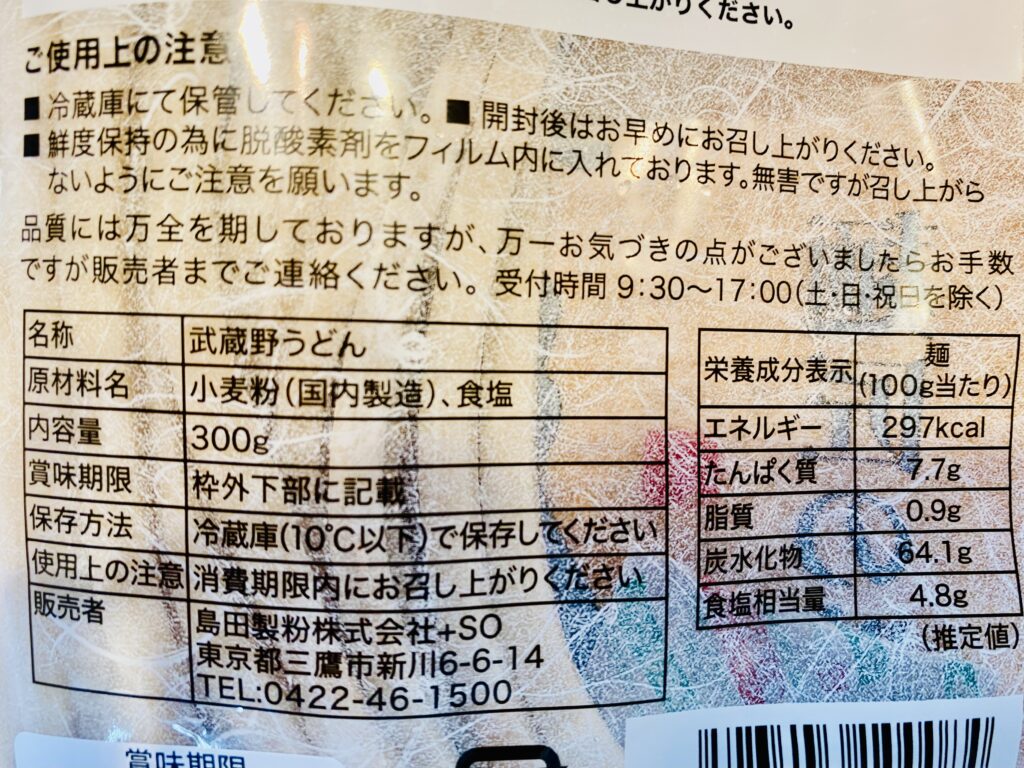 上がりください。
ご使用上の注意
■ 冷蔵庫にて保管してください。 ■ 開封後はお早めにお召し上がりください。
■ 鮮度保持の為に脱酸素剤をフィルム内に入れております。無害ですが召し上がら
ないようにご注意を願います。
品質には万全を期しておりますが、万一お気づきの点がございましたらお手数
ですが販売者までご連絡ください。受付時間 9:30〜17:00(土・日・祝日を除く)
名称 武蔵野うどん
原材料名 小麦粉(国内製造)、食塩
内容量 300g
賞味期限 枠外下部に記載
保存方法 冷蔵庫(10℃以下)で保存してください
使用上の注意 消費期限内にお召し上がりください
販売者 島田製粉株式会社+SO
東京都三鷹市新川6-6-14
TEL:0422-46-1500
栄養成分表示 麺
(100g当たり)
エネルギー 297kcal
たんぱく質 7.7g
脂質 0.9g
炭水化物 64.1g
食塩相当量 4.8g
(推定値)
賞味期限